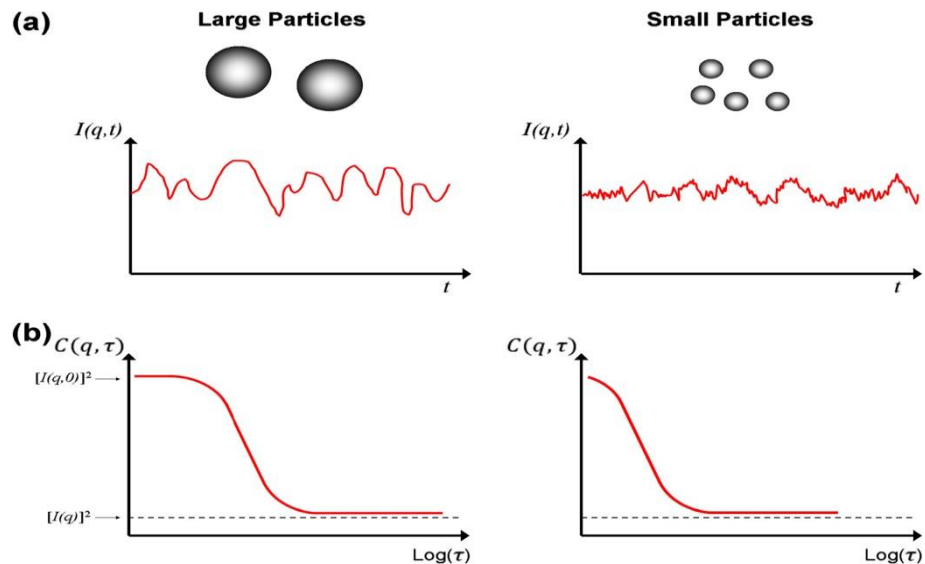 (a)
Large Particles
Small Particles
I(q,t)
I(q,t)
t
t
(b)
C(q, τ)
C(q, τ)
[I(q,0)]²
[I(q)]²
Log(τ)
Log(τ)